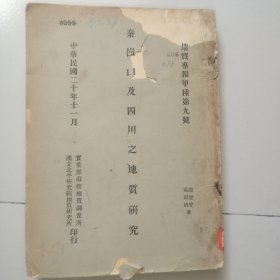 地質專報甲種第九號
秦嶺山及四川之地質研究
趙亞曾
黃汲清 著
中華民國二十年十一月
實業部直轄地質調查所
國立北平研究院地質學研究所 印行